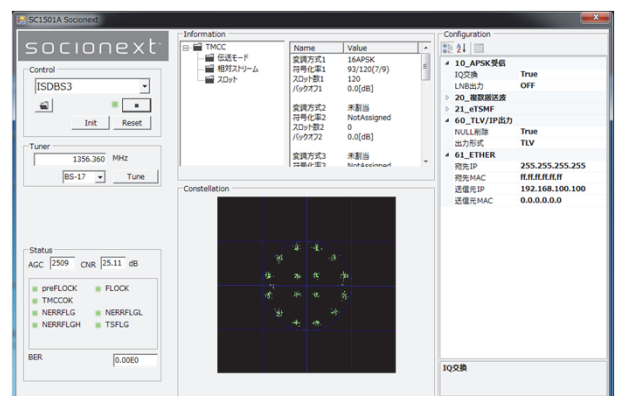 SC1501A Socionext
socionext
Control
ISDBS3
Init Reset
Tuner
1356.360 MHz
BS-17 Tune
Status
AGC 2509 CNR 25.11 dB
preFLOCK FLOCK
TMCCOK
NERRFLG NERRFLGL
NERRFLGH TSFLG
BER 0.00E0
Information
TMCC
伝送モード
相対ストリーム
スロット
Name Value
変調方式1 16APSK
符号化率1 93/120(7/9)
スロット数1 120
バックオフ1 0.0[dB]
変調方式2 未割当
符号化率2 NotAssigned
スロット数2 0
バックオフ2 0.0[dB]
変調方式3 未割当
符号化率3 NotAssigned
Constellation
Configuration
10_APSK受信
IQ交換 True
LNB出力 OFF
20_複数搬送波
21_eTSMF
60_TLV/IP出力
NULL削除 True
出力形式 TLV
61_ETHER
宛先IP 255.255.255.255
宛先MAC ff.ff.ff.ff.ff.ff
送信元IP 192.168.100.100
送信元MAC 0.0.0.0.0.0
IQ交換